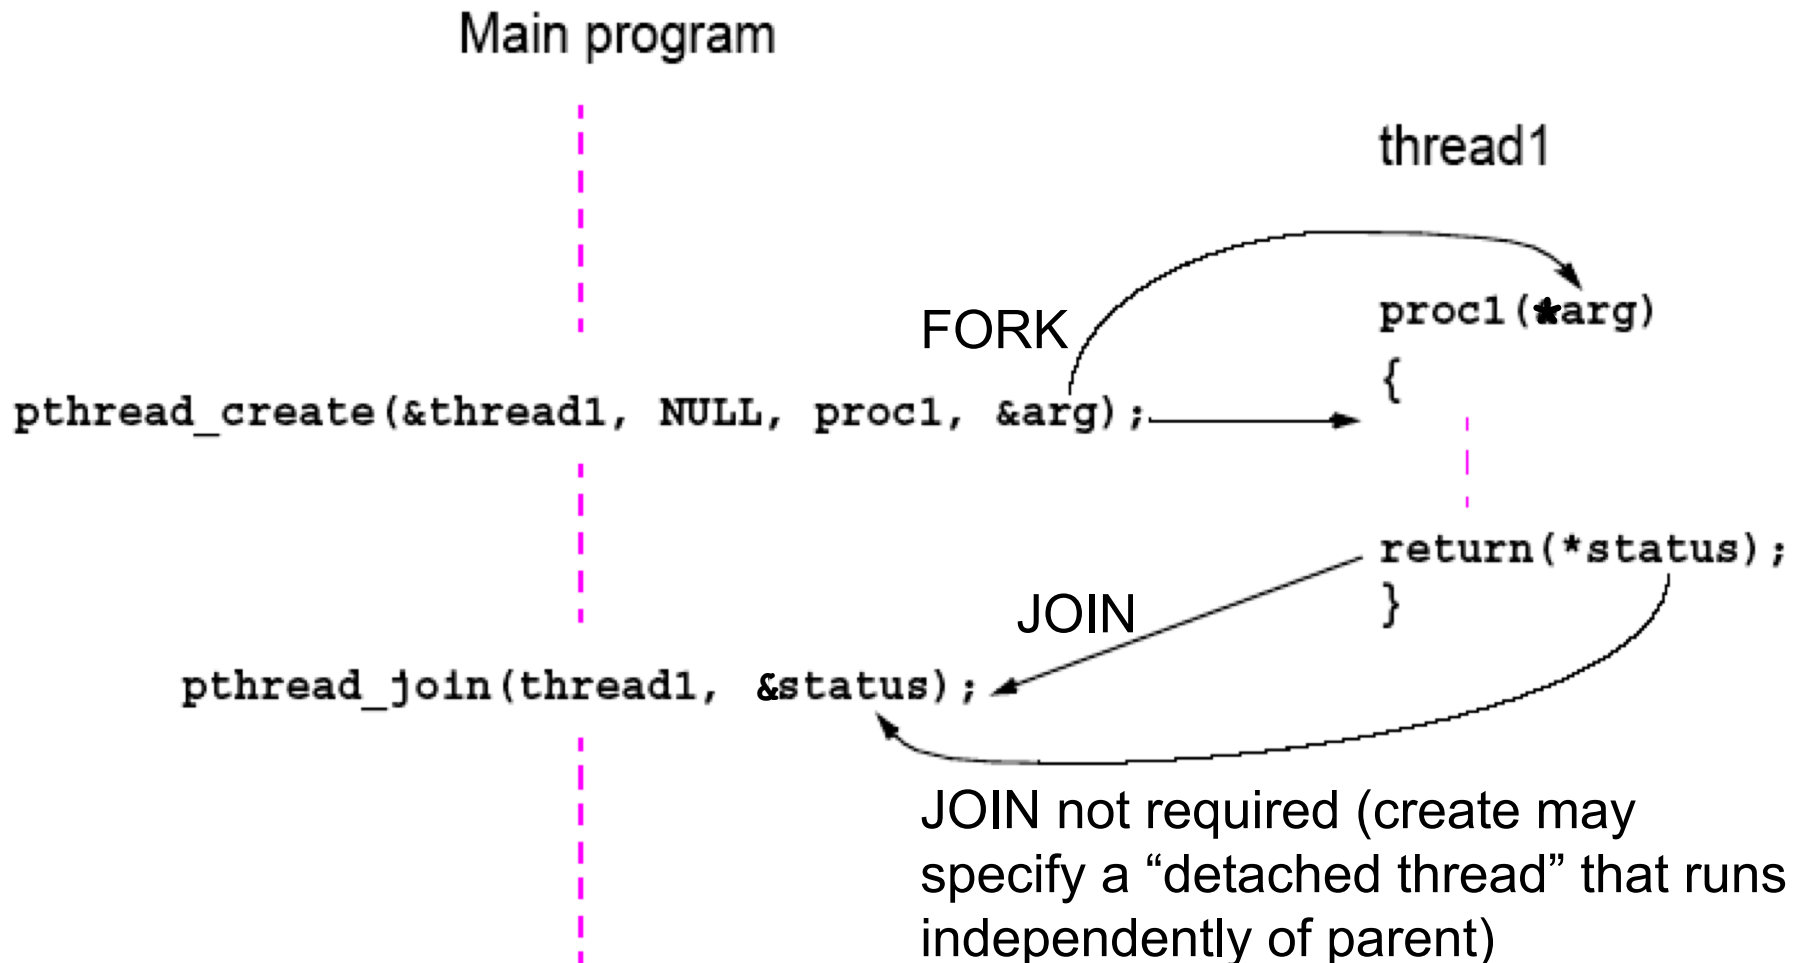 Main program
thread1
FORK
proc1(*arg)
{
pthread_create(&thread1, NULL, proc1, &arg);
return(*status);
}
JOIN
pthread_join(thread1, &status);
JOIN not required (create may
specify a “detached thread” that runs
independently of parent)